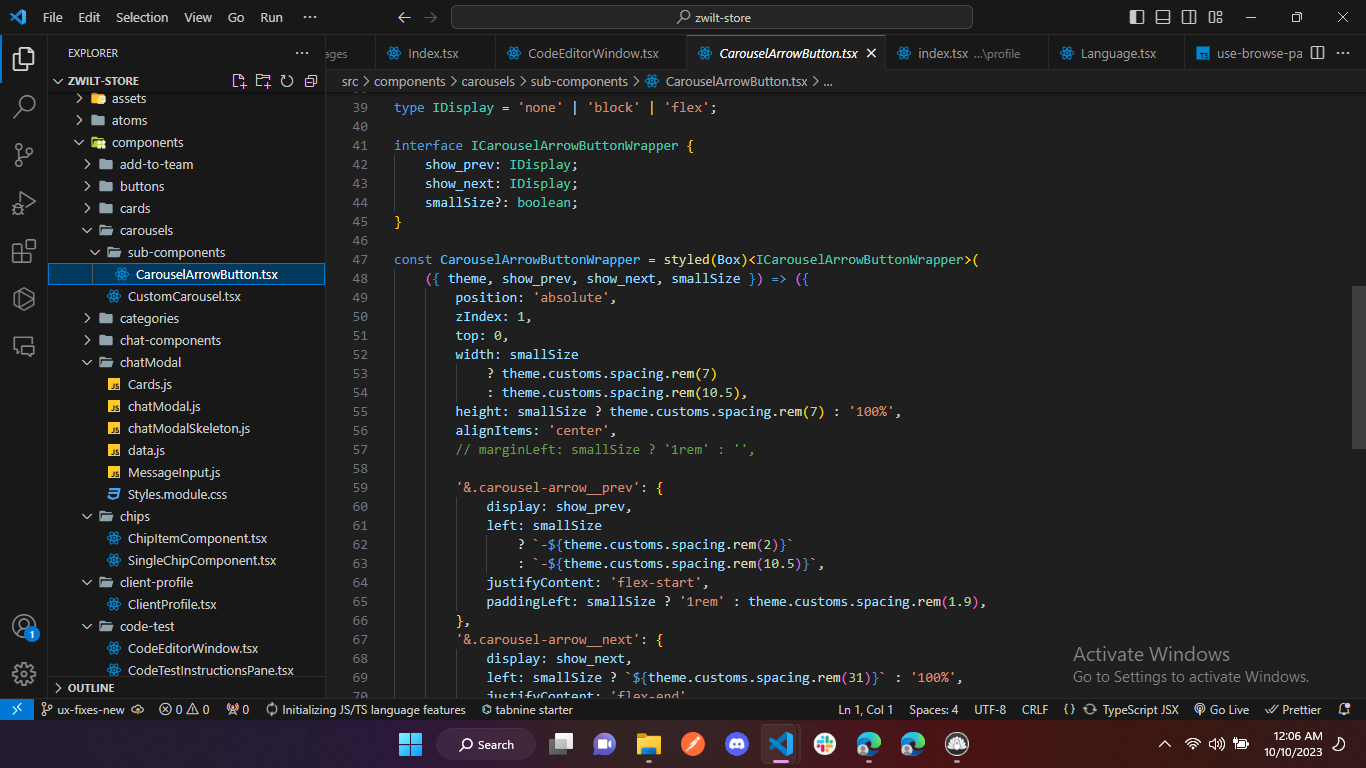 File Edit Selection View Go Run ··· zwilt-store
EXPLORER ···
ages Index.tsx CodeEditorWindow.tsx CarouselArrowButton.tsx index.tsx ...\profile Language.tsx use-browse-pa ···
ZWILT-STORE
src > components > carousels > sub-components > CarouselArrowButton.tsx > ...
assets
atoms
components
add-to-team
buttons
cards
carousels
sub-components
CarouselArrowButton.tsx
CustomCarousel.tsx
categories
chat-components
chatModal
JS Cards.js
JS chatModal.js
JS chatModalSkeleton.js
JS data.js
JS MessageInput.js
Styles.module.css
chips
ChipItemComponent.tsx
SingleChipComponent.tsx
client-profile
ClientProfile.tsx
code-test
CodeEditorWindow.tsx
CodeTestInstructionsPane.tsx
OUTLINE
39 type IDisplay = 'none' | 'block' | 'flex';
40
41 interface ICarouselArrowButtonWrapper {
42 show_prev: IDisplay;
43 show_next: IDisplay;
44 smallSize?: boolean;
45 }
46
47 const CarouselArrowButtonWrapper = styled(Box)<ICarouselArrowButtonWrapper>(
48 ({ theme, show_prev, show_next, smallSize }) => ({
49 position: 'absolute',
50 zIndex: 1,
51 top: 0,
52 width: smallSize
53 ? theme.customs.spacing.rem(7)
54 : theme.customs.spacing.rem(10.5),
55 height: smallSize ? theme.customs.spacing.rem(7) : '100%',
56 alignItems: 'center',
57 // marginLeft: smallSize ? '1rem' : '',
58
59 '&.carousel-arrow__prev': {
60 display: show_prev,
61 left: smallSize
62 ? `-${theme.customs.spacing.rem(2)}`
63 : `-${theme.customs.spacing.rem(10.5)}`,
64 justifyContent: 'flex-start',
65 paddingLeft: smallSize ? '1rem' : theme.customs.spacing.rem(1.9),
66 },
67 '&.carousel-arrow__next': {
68 display: show_next,
69 left: smallSize ? `${theme.customs.spacing.rem(31)}` : '100%',
70 justifyContent: 'flex-end',
Activate Windows
Go to Settings to activate Windows.
1
ux-fixes-new 0 0 0 Initializing JS/TS language features tabnine starter Ln 1, Col 1 Spaces: 4 UTF-8 CRLF {} TypeScript JSX Go Live Prettier
Search
12:06 AM
10/10/2023